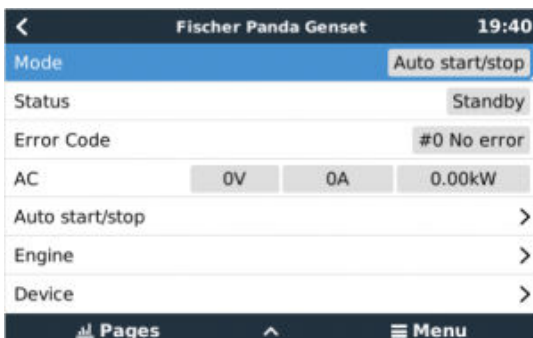 Fischer Panda Genset 19:40
Mode Auto start/stop
Status Standby
Error Code #0 No error
AC 0V 0A 0.00kW
Auto start/stop
Engine
Device
Pages Menu